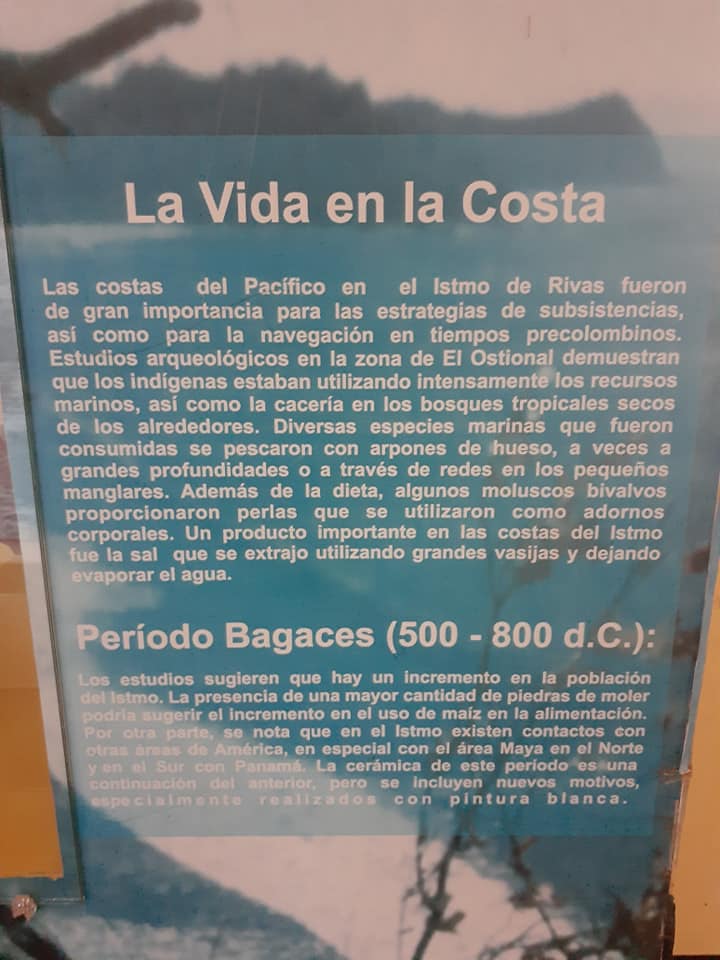 La Vida en la Costa
Las costas del Pacífico en el Istmo de Rivas fueron
de gran importancia para las estrategias de subsistencias,
así como para la navegación en tiempos precolombinos.
Estudios arqueológicos en la zona de El Ostional demuestran
que los indígenas estaban utilizando intensamente los recursos
marinos, así como la cacería en los bosques tropicales secos
de los alrededores. Diversas especies marinas que fueron
consumidas se pescaron con arpones de hueso, a veces a
grandes profundidades o a través de redes en los pequeños
manglares. Además de la dieta, algunos moluscos bivalvos
proporcionaron perlas que se utilizaron como adornos
corporales. Un producto importante en las costas del Istmo
fue la sal que se extrajo utilizando grandes vasijas y dejando
evaporar el agua.
Período Bagaces (500 - 800 d.C.):
Los estudios sugieren que hay un incremento en la población
del Istmo. La presencia de una mayor cantidad de piedras de moler
podría sugerir el incremento en el uso de maíz en la alimentación.
Por otra parte, se nota que en el Istmo existen contactos con
otras áreas de América, en especial con el área Maya en el Norte
y en el Sur con Panamá. La cerámica de este período es una
continuación del anterior, pero se incluyen nuevos motivos,
especialmente realizados con pintura blanca.